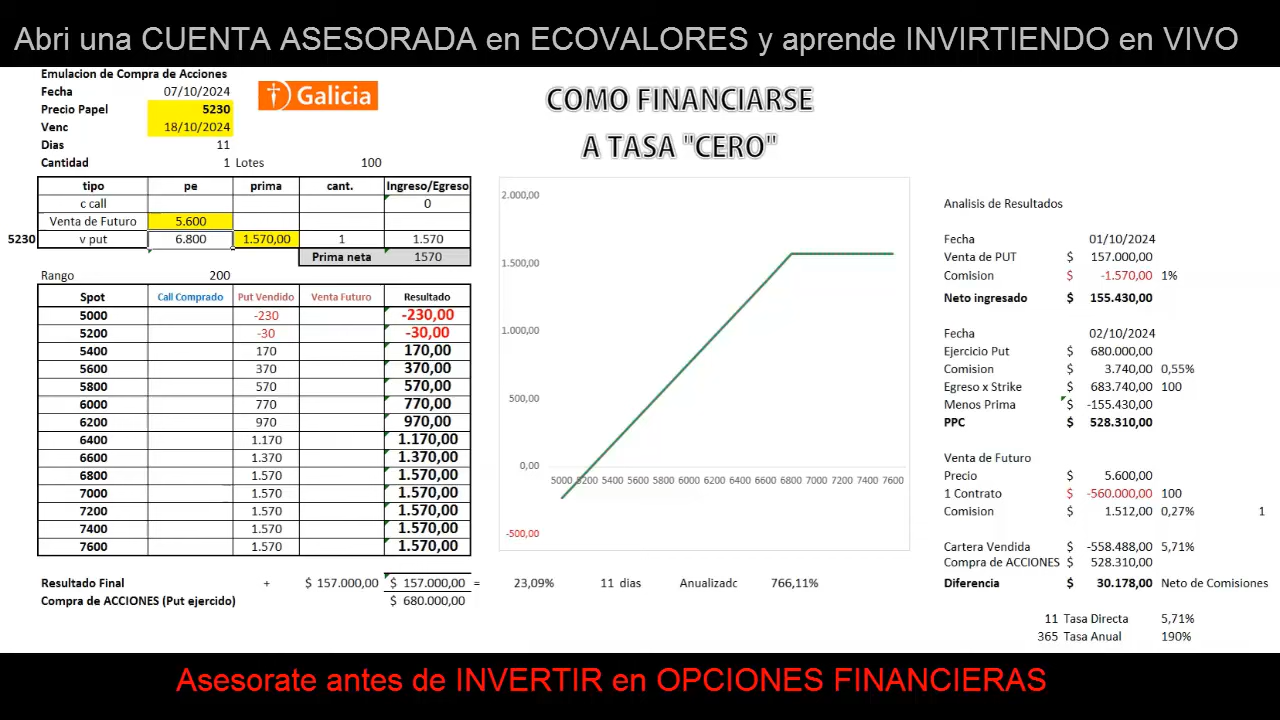 Abri una CUENTA ASESORADA en ECOVALORES y aprende INVIRTIENDO en VIVO
Emulacion de Compra de Acciones
Fecha 07/10/2024
Precio Papel 5230
Venc 18/10/2024
Dias 11
Cantidad 1 Lotes 100
Galicia
COMO FINANCIARSE
A TASA "CERO"
tipo pe prima cant. Ingreso/Egreso
c call 0
Venta de Futuro 5.600
5230 v put 6.800 1.570,00 1 1.570
Prima neta 1570
Rango 200
Spot Call Comprado Put Vendido Venta Futuro Resultado
5000 -230 -230,00
5200 -30 -30,00
5400 170 170,00
5600 370 370,00
5800 570 570,00
6000 770 770,00
6200 970 970,00
6400 1.170 1.170,00
6600 1.370 1.370,00
6800 1.570 1.570,00
7000 1.570 1.570,00
7200 1.570 1.570,00
7400 1.570 1.570,00
7600 1.570 1.570,00
Resultado Final + $ 157.000,00 $ 157.000,00 = 23,09% 11 dias Anualizadc 766,11%
Compra de ACCIONES (Put ejercido) $ 680.000,00
2.000,00
1.500,00
1.000,00
500,00
0,00
5000 5200 5400 5600 5800 6000 6200 6400 6600 6800 7000 7200 7400 7600
-500,00
Analisis de Resultados
Fecha 01/10/2024
Venta de PUT $ 157.000,00
Comision $ -1.570,00 1%
Neto ingresado $ 155.430,00
Fecha 02/10/2024
Ejercicio Put $ 680.000,00
Comision $ 3.740,00 0,55%
Egreso x Strike $ 683.740,00 100
Menos Prima $ -155.430,00
PPC $ 528.310,00
Venta de Futuro
Precio $ 5.600,00
1 Contrato $ -560.000,00 100
Comision $ 1.512,00 0,27% 1
Cartera Vendida $ -558.488,00 5,71%
Compra de ACCIONES $ 528.310,00
Diferencia $ 30.178,00 Neto de Comisiones
11 Tasa Directa 5,71%
365 Tasa Anual 190%
Asesorate antes de INVERTIR en OPCIONES FINANCIERAS